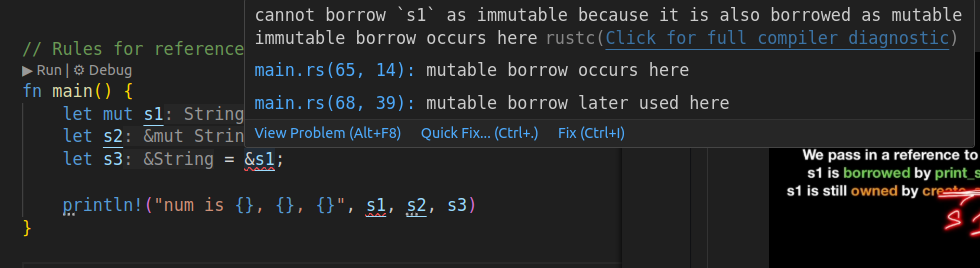 cannot borrow `s1` as immutable because it is also borrowed as mutable
immutable borrow occurs here rustc(Click for full compiler diagnostic)
main.rs(65, 14): mutable borrow occurs here
main.rs(68, 39): mutable borrow later used here
View Problem (Alt+F8) Quick Fix... (Ctrl+.) Fix (Ctrl+I)
// Rules for reference
▶ Run | ⚙ Debug
fn main() {
let mut s1: String
let s2: &mut Strin
let s3: &String = &s1;
println!("num is {}, {}, {}", s1, s2, s3)
}
We pass in a reference to
s1 is borrowed by print_s
s1 is still owned by create